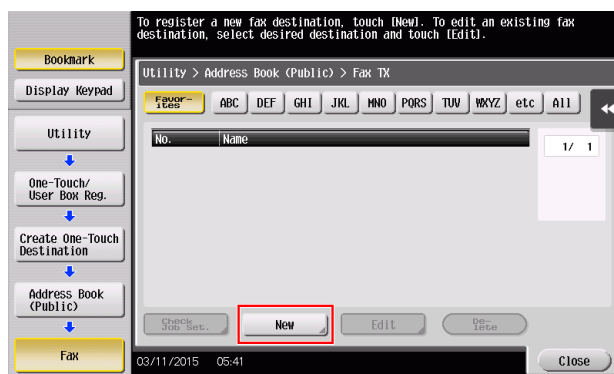 To register a new fax destination, touch [New]. To edit an existing fax
destination, select desired destination and touch [Edit].
Bookmark
Display Keypad
Utility
One-Touch/
User Box Reg.
Create One-Touch
Destination
Address Book
(Public)
Fax
Utility > Address Book (Public) > Fax TX
Favor-
ites
ABC DEF GHI JKL MNO PQRS TUV WXYZ etc All
No. Name
1/ 1
Check
Job Set.
New
Edit
De-
lete
03/11/2015 05:41
Close